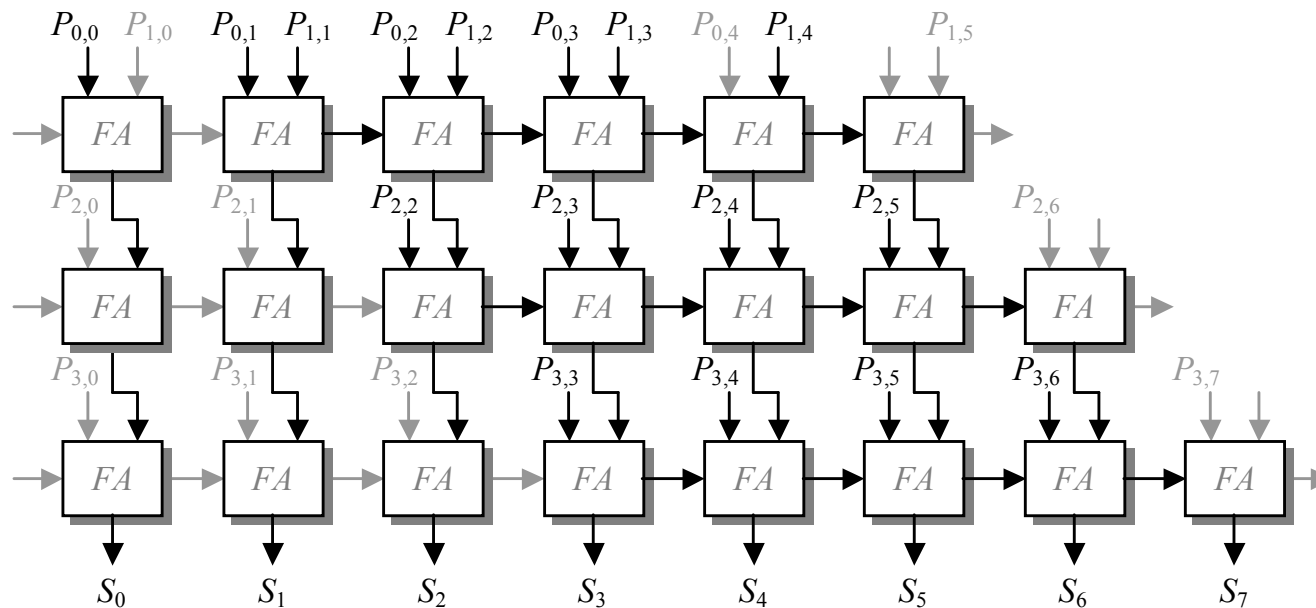 P0,0 P1,0 P0,1 P1,1 P0,2 P1,2 P0,3 P1,3 P0,4 P1,4 P1,5
FA FA FA FA FA FA
P2,0 P2,1 P2,2 P2,3 P2,4 P2,5 P2,6
FA FA FA FA FA FA FA
P3,0 P3,1 P3,2 P3,3 P3,4 P3,5 P3,6 P3,7
FA FA FA FA FA FA FA FA
S0 S1 S2 S3 S4 S5 S6 S7